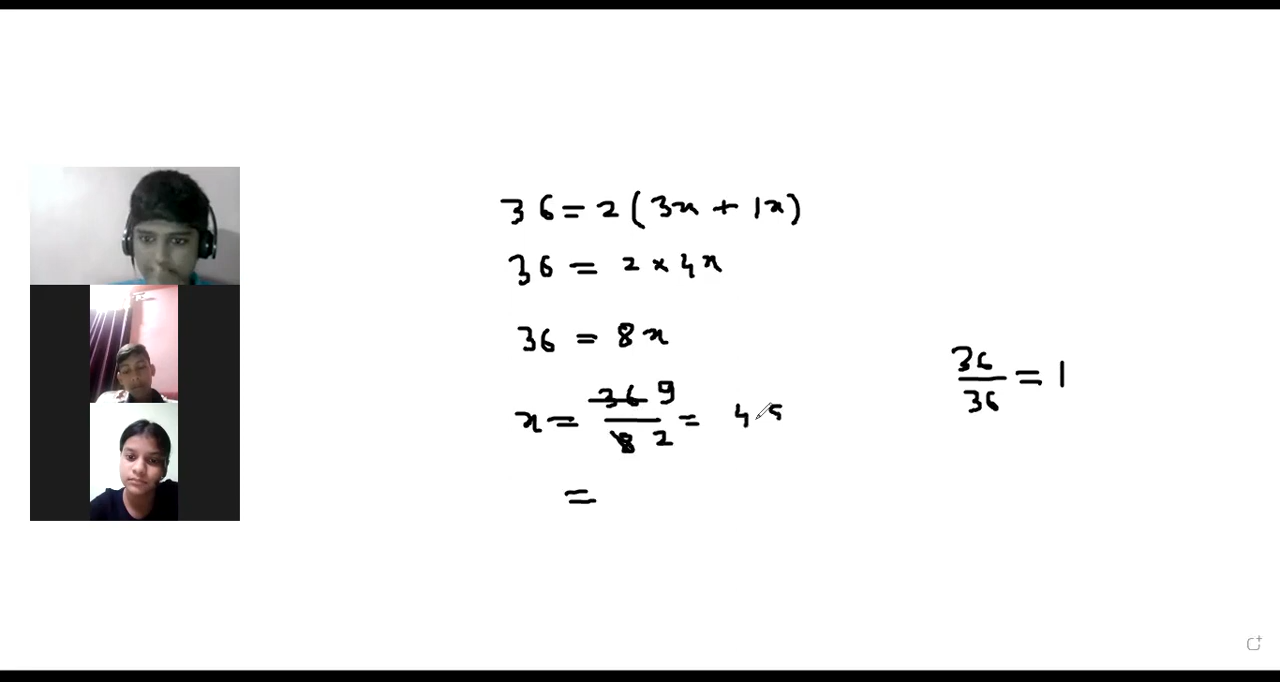 36 = 2 (3x + 1x)
36 = 2 × 4x
36 = 8x
x = 36 9 / 8 2 = 4.5
=
36 / 36 = 1